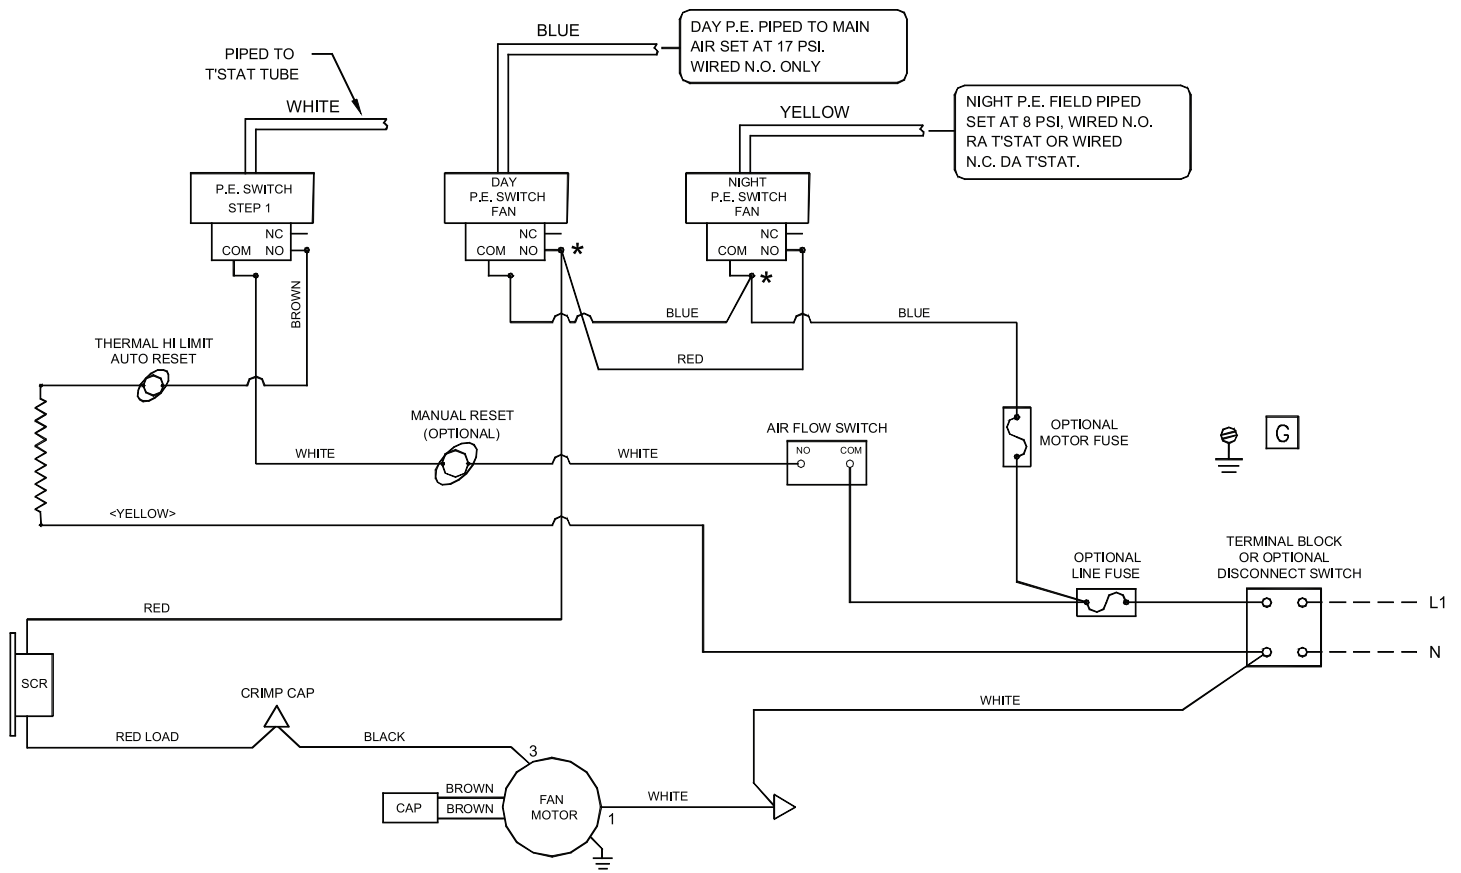 BLUE
DAY P.E. PIPED TO MAIN
AIR SET AT 17 PSI.
WIRED N.O. ONLY
PIPED TO
T'STAT TUBE
WHITE
YELLOW
NIGHT P.E. FIELD PIPED
SET AT 8 PSI, WIRED N.O.
RA T'STAT OR WIRED
N.C. DA T'STAT.
P.E. SWITCH
STEP 1
NC
COM NO
DAY
P.E. SWITCH
FAN
NC
COM NO
*
NIGHT
P.E. SWITCH
FAN
NC
COM NO
*
BROWN
BLUE
BLUE
RED
THERMAL HI LIMIT
AUTO RESET
MANUAL RESET
(OPTIONAL)
WHITE
WHITE
AIR FLOW SWITCH
NO
COM
OPTIONAL
MOTOR FUSE
G
<YELLOW>
OPTIONAL
LINE FUSE
TERMINAL BLOCK
OR OPTIONAL
DISCONNECT SWITCH
L1
N
RED
SCR
RED LOAD
CRIMP CAP
BLACK
WHITE
3
CAP
BROWN
BROWN
FAN
MOTOR
WHITE
1